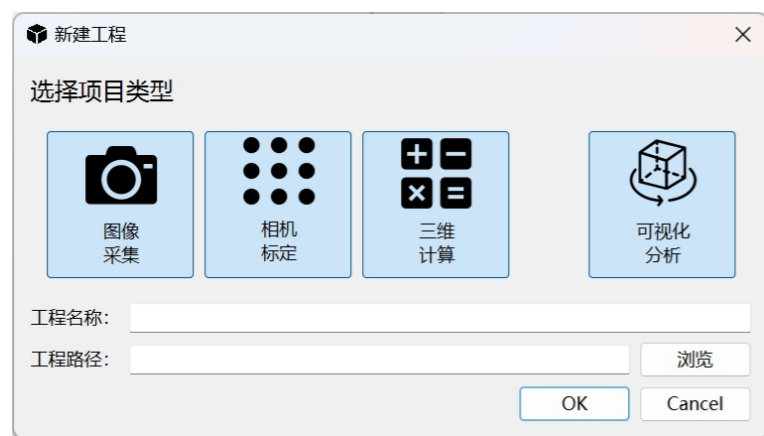 新建工程
选择项目类型
图像
采集
相机
标定
三维
计算
可视化
分析
工程名称:
工程路径:
浏览
OK
Cancel